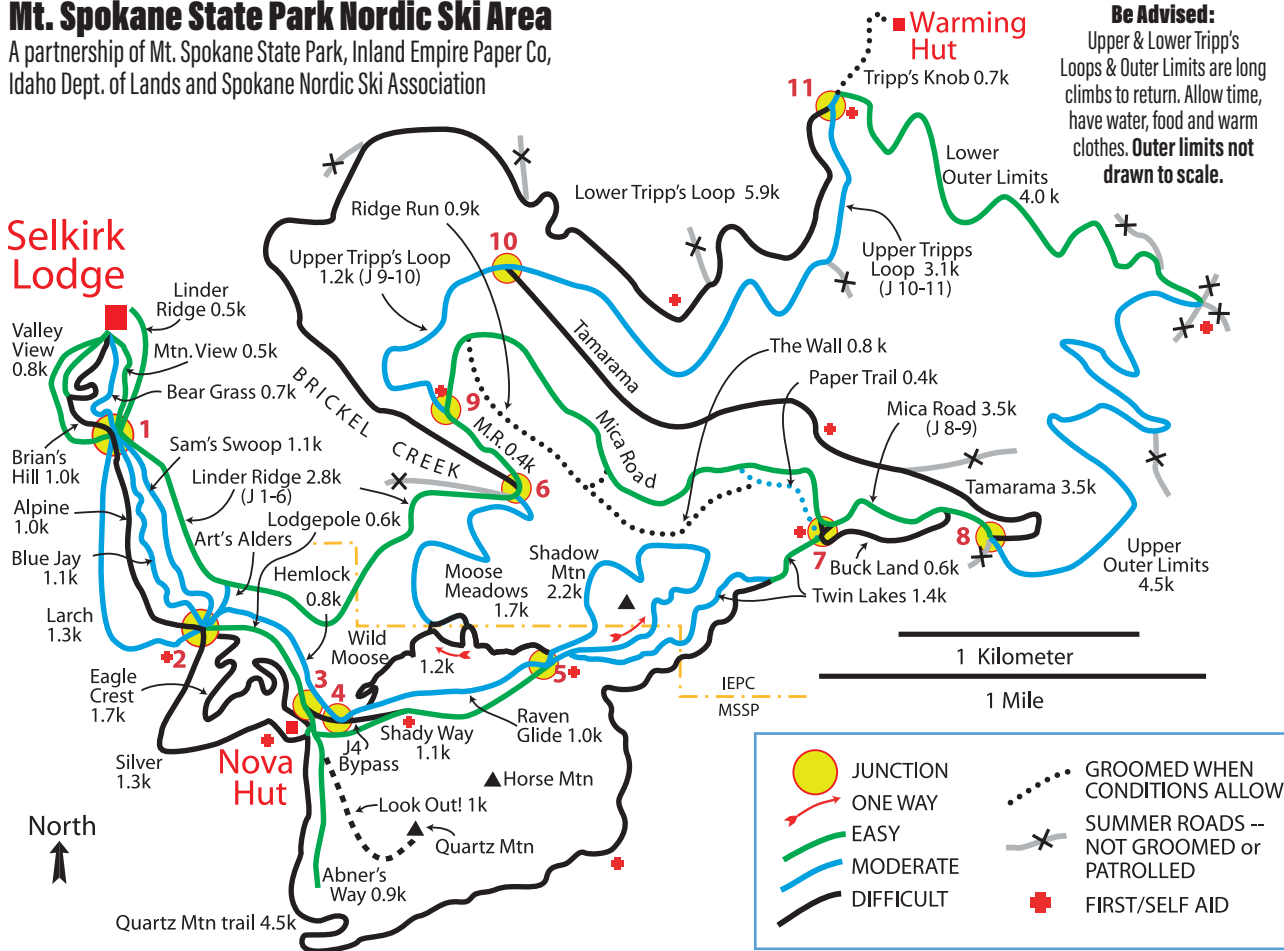 Mt. Spokane State Park Nordic Ski Area
A partnership of Mt. Spokane State Park, Inland Empire Paper Co,
Idaho Dept. of Lands and Spokane Nordic Ski Association
Be Advised:
Upper & Lower Tripp's
Loops & Outer Limits are long
climbs to return. Allow time,
have water, food and warm
clothes. Outer limits not
drawn to scale.
Warming
Hut
Tripp's Knob 0.7k
11
Lower
Outer Limits
4.0 k
Lower Tripp's Loop 5.9k
Ridge Run 0.9k
10
Upper Tripp's Loop
1.2k (J 9-10)
Upper Tripps
Loop 3.1k
(J 10-11)
Selkirk
Lodge
Linder
Ridge 0.5k
Valley
View
0.8k
Mtn. View 0.5k
Bear Grass 0.7k
1
Brian's
Hill 1.0k
Sam's Swoop 1.1k
Linder Ridge 2.8k
(J 1-6)
Alpine
1.0k
Lodgepole 0.6k
Art's Alders
Blue Jay
1.1k
Hemlock
0.8k
Larch
1.3k
2
Eagle
Crest
1.7k
Silver
1.3k
BRICKEL
CREEK
Tamarama
The Wall 0.8 k
Paper Trail 0.4k
Mica Road 3.5k
(J 8-9)
9
M.R. 0.4k
Mica Road
6
Tamarama 3.5k
7
8
Buck Land 0.6k
Upper
Outer Limits
4.5k
Moose
Meadows
1.7k
Shadow
Mtn
2.2k
Twin Lakes 1.4k
Wild
Moose
1.2k
5
3
4
IEPC
MSSP
1 Kilometer
1 Mile
J4
Bypass
Shady Way
1.1k
Raven
Glide 1.0k
Nova
Hut
Horse Mtn
Look Out! 1k
Quartz Mtn
Abner's
Way 0.9k
Quartz Mtn trail 4.5k
North
JUNCTION
ONE WAY
EASY
MODERATE
DIFFICULT
GROOMED WHEN
CONDITIONS ALLOW
SUMMER ROADS --
NOT GROOMED or
PATROLLED
FIRST/SELF AID